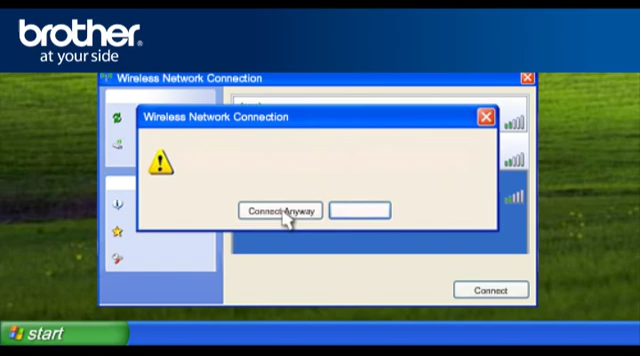 brother
at your side
Wireless Network Connection
Wireless Network Connection
Connect Anyway
Connect
start